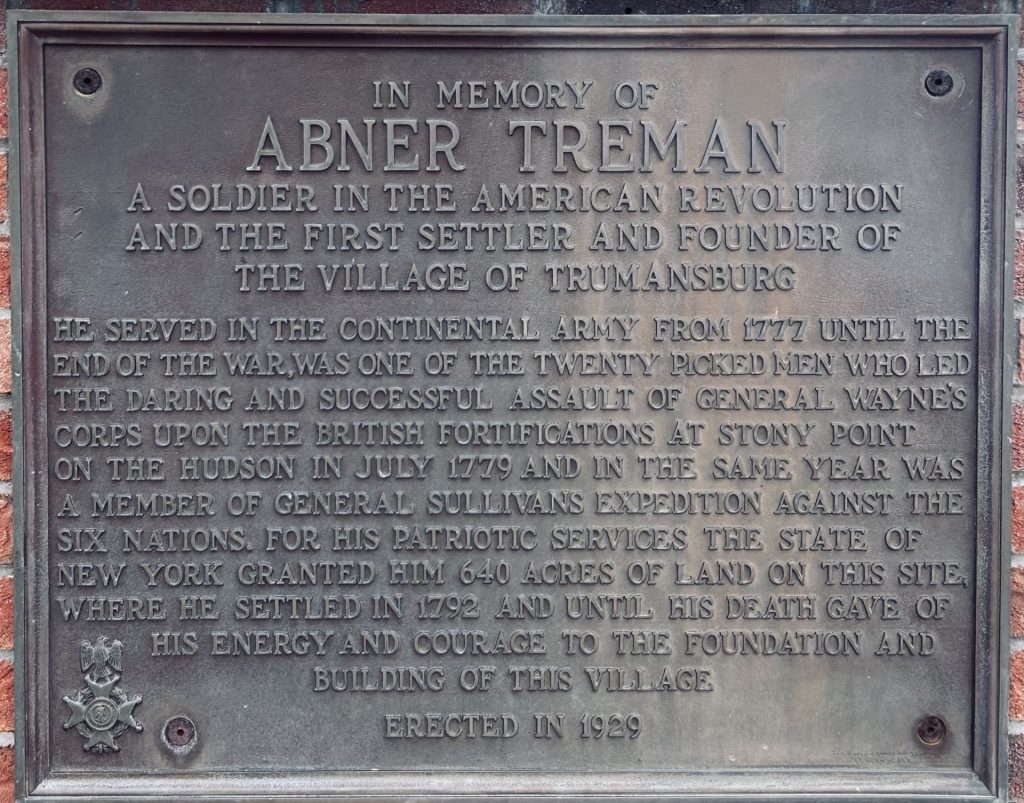 IN MEMORY OF
ABNER TREMAN
A SOLDIER IN THE AMERICAN REVOLUTION
AND THE FIRST SETTLER AND FOUNDER OF
THE VILLAGE OF TRUMANSBURG
HE SERVED IN THE CONTINENTAL ARMY FROM 1777 UNTIL THE
END OF THE WAR, WAS ONE OF THE TWENTY PICKED MEN WHO LED
THE DARING AND SUCCESSFUL ASSAULT OF GENERAL WAYNE'S
CORPS UPON THE BRITISH FORTIFICATIONS AT STONY POINT
ON THE HUDSON IN JULY 1779 AND IN THE SAME YEAR WAS
A MEMBER OF GENERAL SULLIVANS EXPEDITION AGAINST THE
SIX NATIONS. FOR HIS PATRIOTIC SERVICES THE STATE OF
NEW YORK GRANTED HIM 640 ACRES OF LAND ON THIS SITE,
WHERE HE SETTLED IN 1792 AND UNTIL HIS DEATH GAVE OF
HIS ENERGY AND COURAGE TO THE FOUNDATION AND
BUILDING OF THIS VILLAGE
ERECTED IN 1929